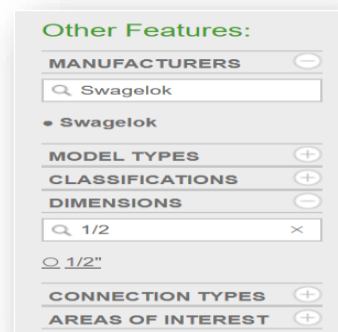 Other Features:
MANUFACTURERS
Swagelok
• Swagelok
MODEL TYPES
CLASSIFICATIONS
DIMENSIONS
1/2
1/2"
CONNECTION TYPES
AREAS OF INTEREST